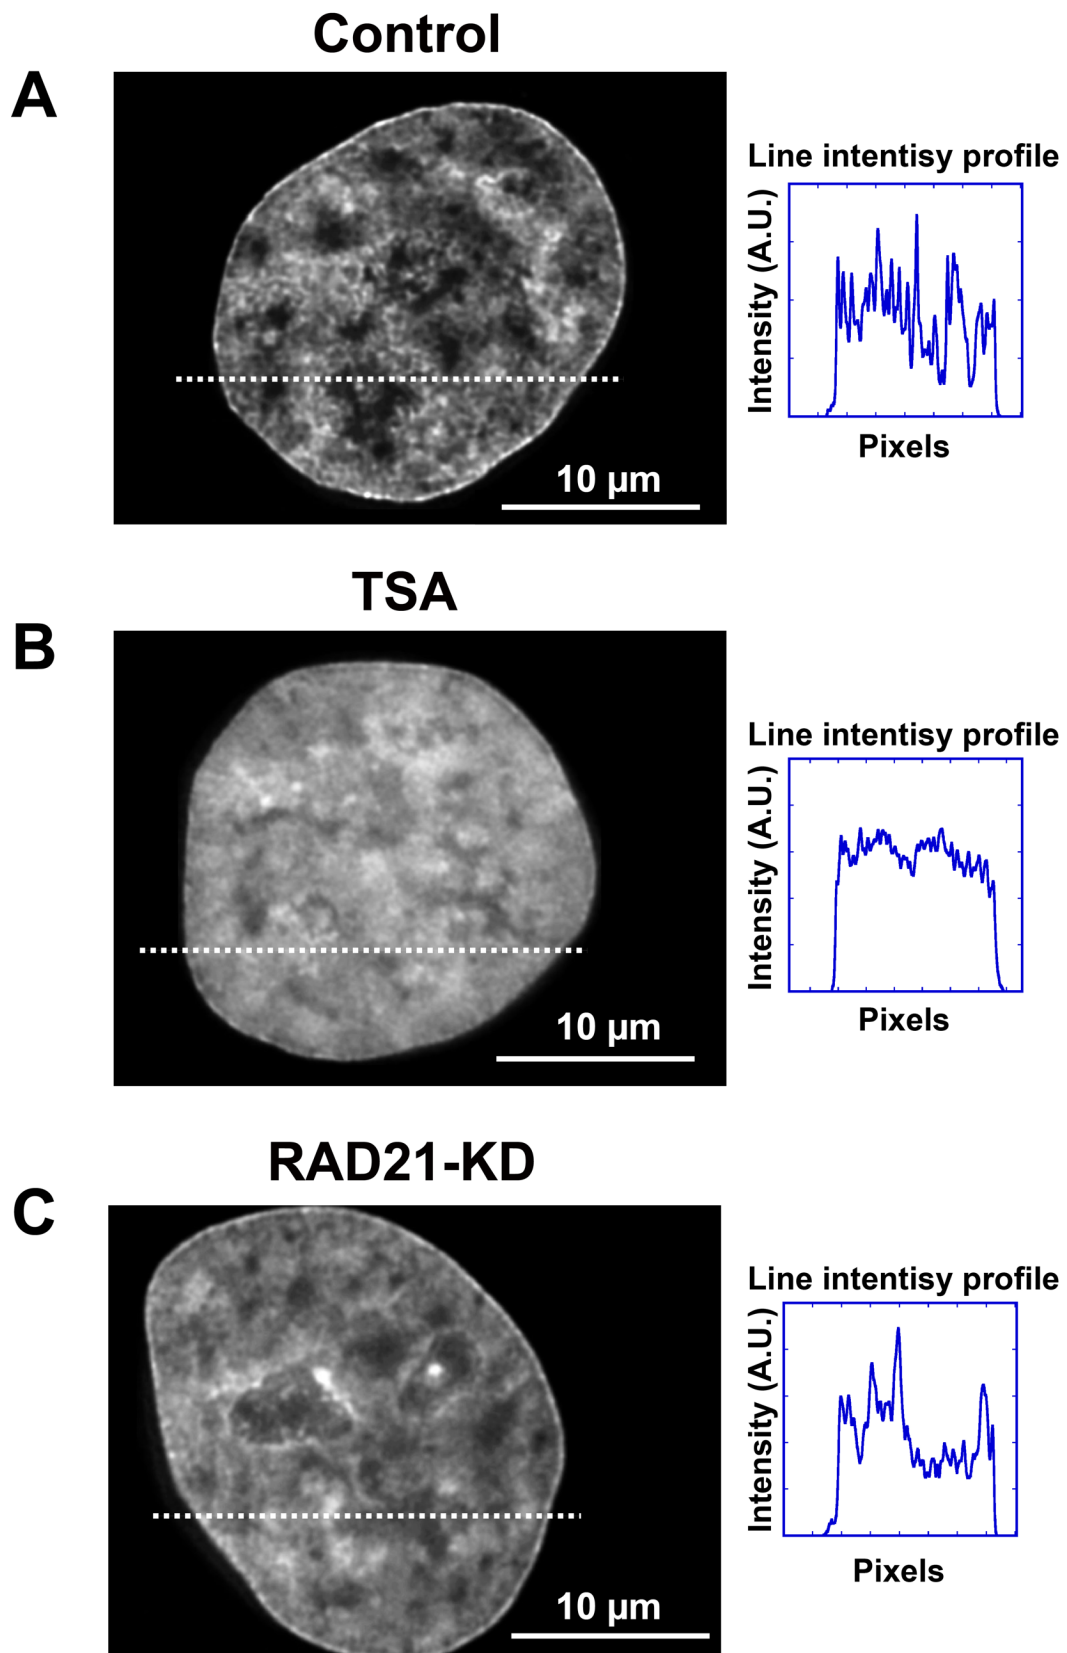 Control
A
Line intentisy profile
Intensity (A.U.)
Pixels
10 µm
TSA
B
Line intentisy profile
Intensity (A.U.)
Pixels
10 µm
RAD21-KD
C
Line intentisy profile
Intensity (A.U.)
Pixels
10 µm